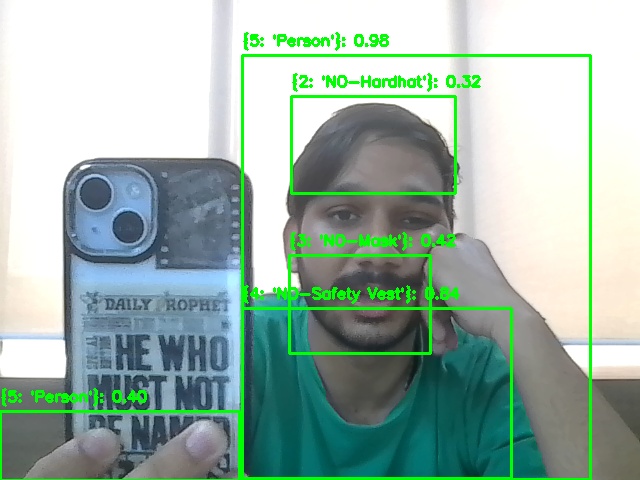 {5: 'Person'}: 0.98
{2: 'NO-Hardhat'}: 0.32
{3: 'NO-Mask'}: 0.42
{4: 'NO-Safety Vest'}: 0.84
DAILY PROPHET
HE WHO
MUST NOT
{5: 'Person'}: 0.40
BE NAMED